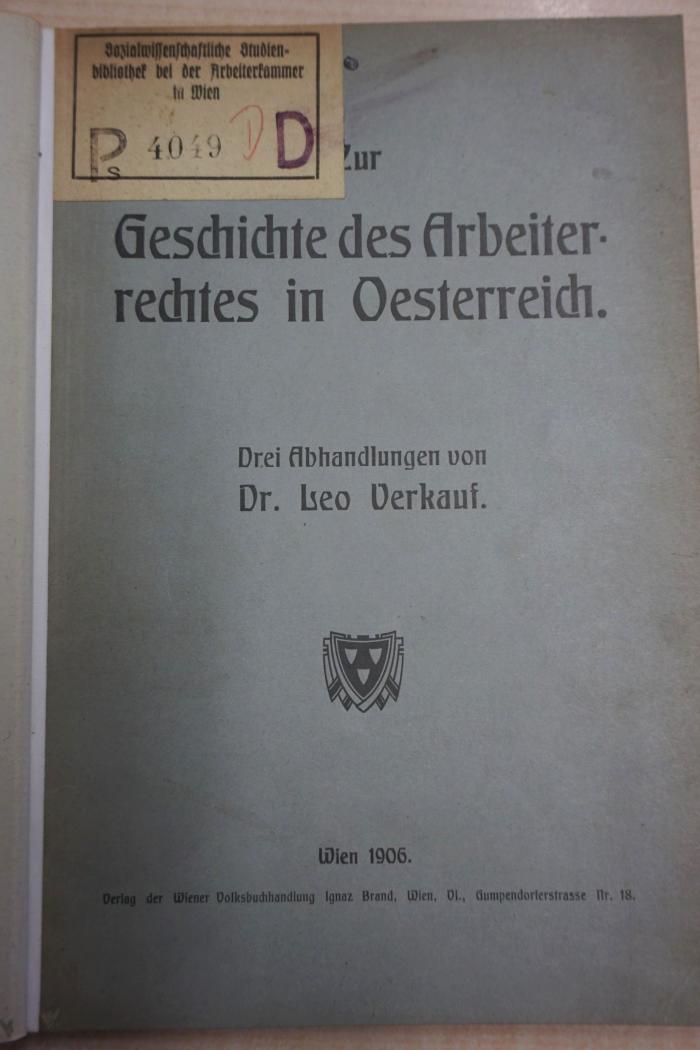 Sozialwissenschaftliche Studien-
bibliothek bei der Arbeiterkammer
in Wien
Ps 4049 D D
Zur
Geschichte des Arbeiter-
rechtes in Oesterreich.
Drei Abhandlungen von
Dr. Leo Verkauf.
Wien 1906.
Verlag der Wiener Volksbuchhandlung Ignaz Brand, Wien, VI., Gumpendorferstrasse Nr. 18.